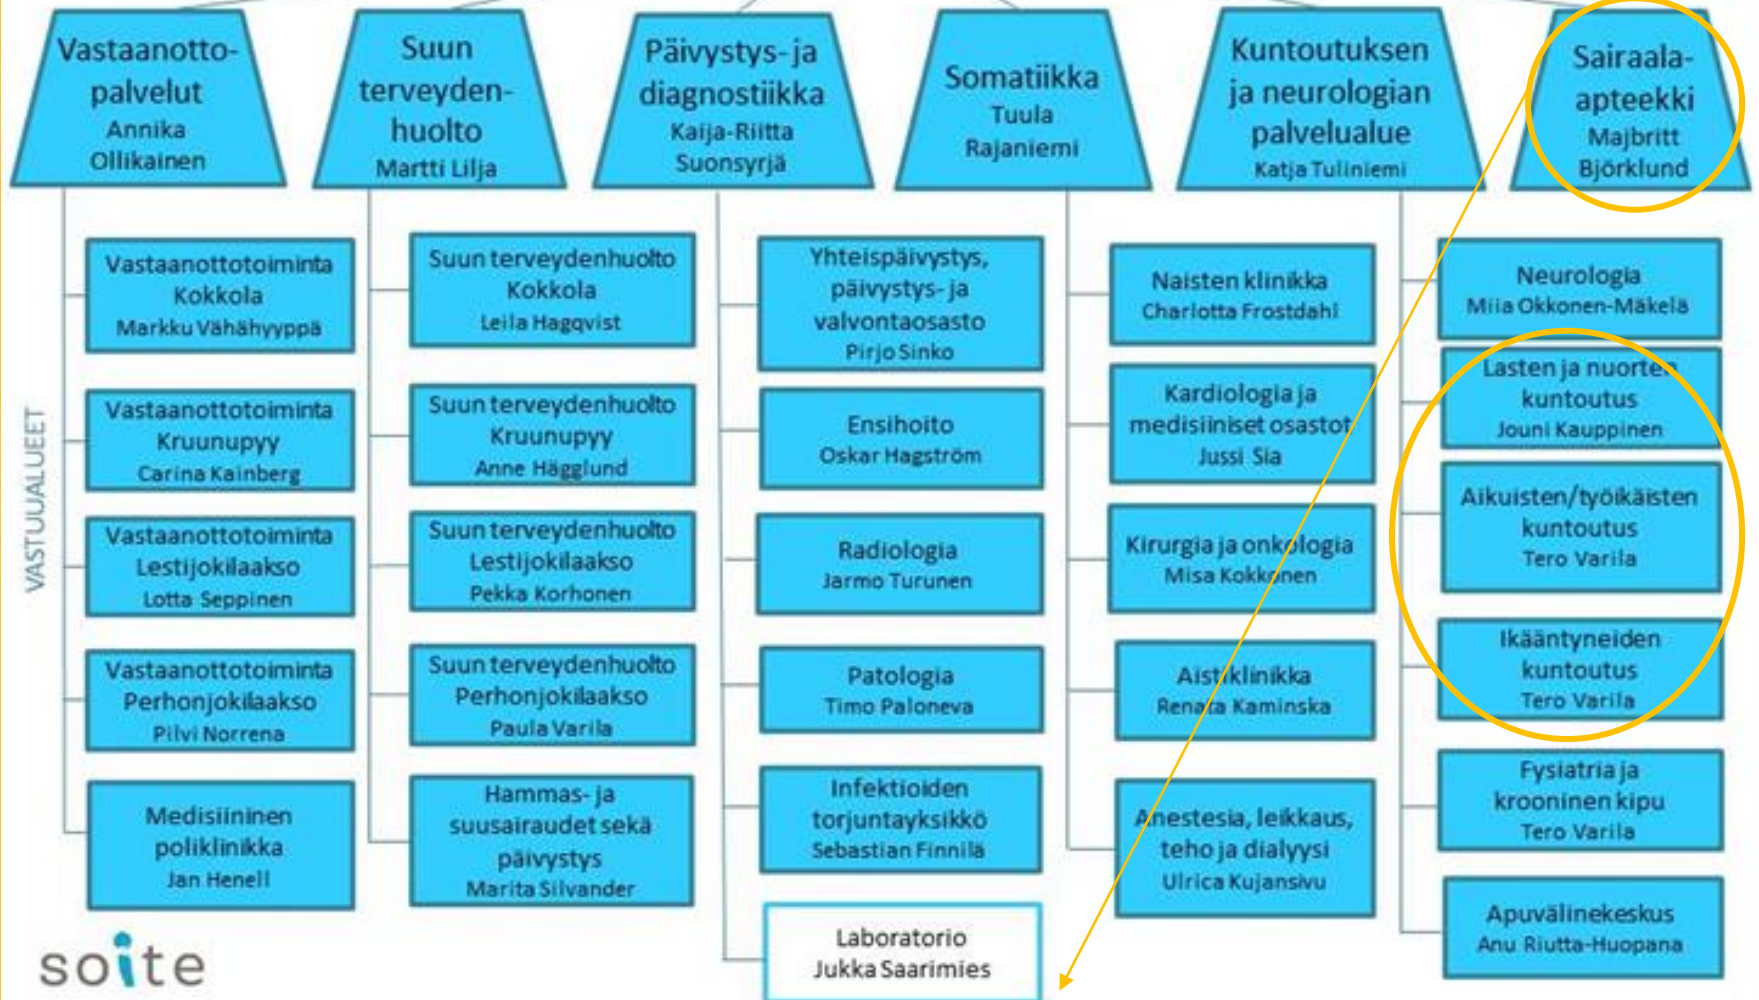 Vastaanotto-
palvelut
Annika
Ollikainen
Suun
terveyden-
huolto
Martti Lilja
Päivystys- ja
diagnostiikka
Kaija-Riitta
Suonsyrjä
Somatiikka
Tuula
Rajaniemi
Kuntoutuksen
ja neurologian
palvelualue
Katja Tuliniemi
Sairaala-
apteekki
Majbritt
Björklund
VASTUUALUEET
Vastaanottotoiminta
Kokkola
Markku Vähähyyppä
Vastaanottotoiminta
Kruunupyy
Carina Kainberg
Vastaanottotoiminta
Lestijokilaakso
Lotta Seppinen
Vastaanottotoiminta
Perhonjokilaakso
Pilvi Norrena
Medisiininen
poliklinikka
Jan Henell
Suun terveydenhuolto
Kokkola
Leila Hagqvist
Suun terveydenhuolto
Kruunupyy
Anne Hägglund
Suun terveydenhuolto
Lestijokilaakso
Pekka Korhonen
Suun terveydenhuolto
Perhonjokilaakso
Paula Varila
Hammas- ja
suusairaudet sekä
päivystys
Marita Silvander
Yhteispäivystys,
päivystys- ja
valvontaosasto
Pirjo Sinko
Ensihoito
Oskar Hagström
Radiologia
Jarmo Turunen
Patologia
Timo Paloneva
Infektioiden
torjuntayksikkö
Sebastian Finnilä
Laboratorio
Jukka Saarimies
Naisten klinikka
Charlotta Frostdahl
Kardiologia ja
medisiiniset osastot
Jussi Sia
Kirurgia ja onkologia
Misa Kokkonen
Aistiklinikka
Renata Kaminska
Anestesia, leikkaus,
teho ja dialyysi
Ulrica Kujansivu
Neurologia
Miia Okkonen-Mäkelä
Lasten ja nuorten
kuntoutus
Jouni Kauppinen
Aikuisten/työikäisten
kuntoutus
Tero Varila
Ikääntyneiden
kuntoutus
Tero Varila
Fysiatria ja
krooninen kipu
Tero Varila
Apuvälinekeskus
Anu Riutta-Huopana
soite